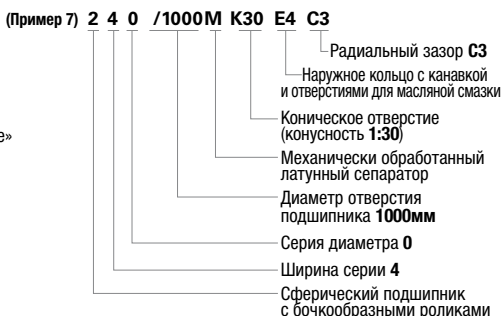 (Пример 7) 2 4 0 /1000 M K30 E4 C3
Радиальный зазор C3
Наружное кольцо с канавкой
и отверстиями для масляной смазки
Коническое отверстие
(конусность 1:30)
е»
Механически обработанный
латунный сепаратор
Диаметр отверстия
подшипника 1000мм
Серия диаметра 0
Ширина серии 4
Сферический подшипник
с бочкообразными роликами